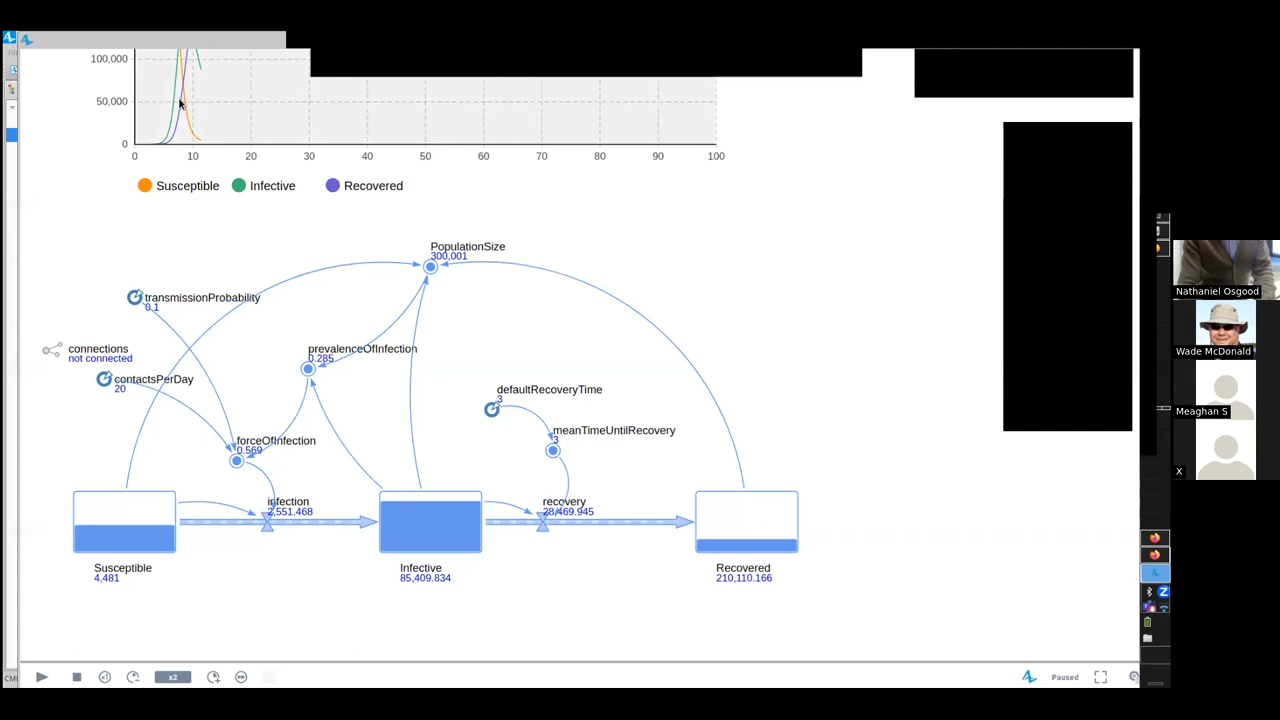 100,000
50,000
0
0 10 20 30 40 50 60 70 80 90 100
Susceptible Infective Recovered
PopulationSize
300,001
transmissionProbability
0.1
connections
not connected
prevalenceOfInfection
0.285
contactsPerDay
20
defaultRecoveryTime
3
meanTimeUntilRecovery
3
forceOfInfection
0.569
infection
2,551.468
recovery
28,469.945
Susceptible
4,481
Infective
85,409.834
Recovered
210,110.166
x1 x2
Paused
Nathaniel Osgood
Wade McDonald
Meaghan S
X